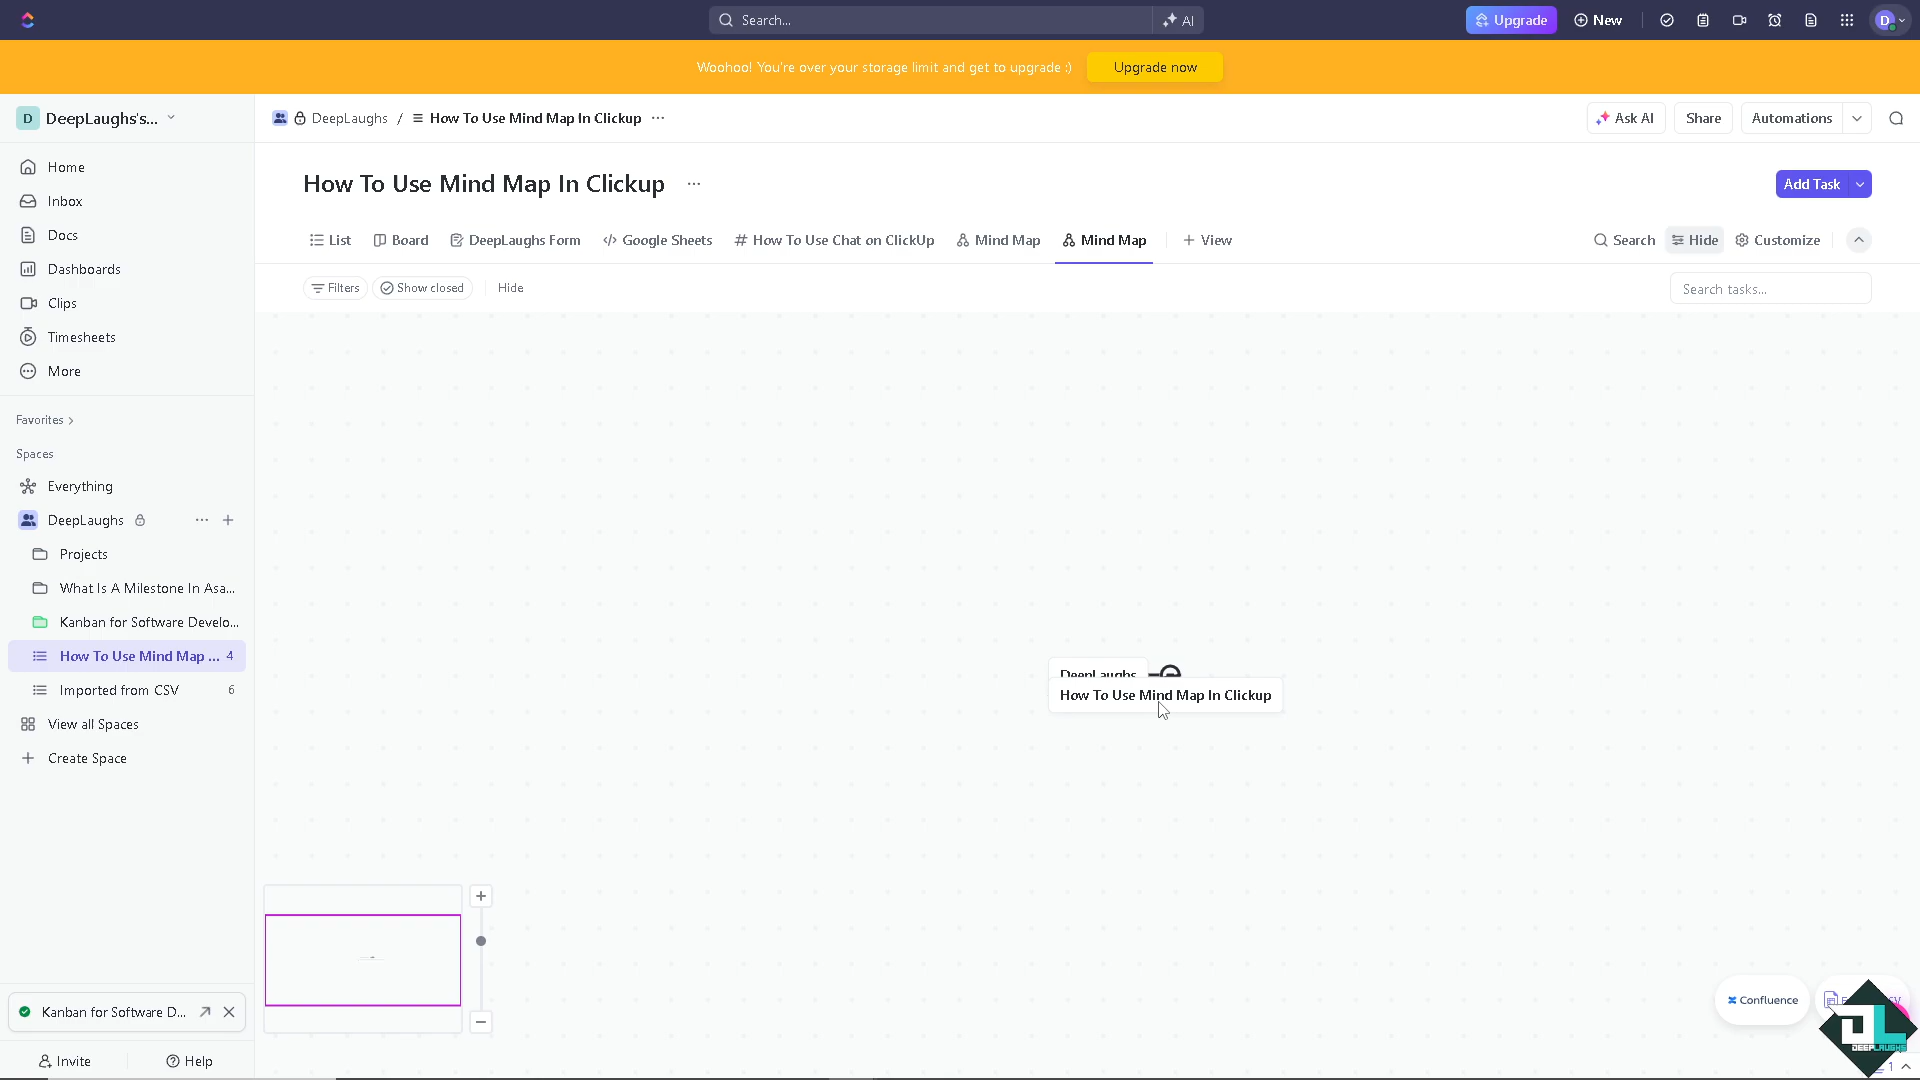 Search...
AI
Upgrade
New
D
Woohoo! You're over your storage limit and get to upgrade :)
Upgrade now
D
DeepLaughs's...
DeepLaughs / How To Use Mind Map In Clickup ...
Ask AI
Share
Automations
Home
Inbox
Docs
Dashboards
Clips
Timesheets
More
Favorites
Spaces
Everything
DeepLaughs
Projects
What Is A Milestone In Asa...
Kanban for Software Develo...
How To Use Mind Map ... 4
Imported from CSV 6
View all Spaces
Create Space
Kanban for Software D...
Invite
Help
How To Use Mind Map In Clickup ...
Add Task
List
Board
DeepLaughs Form
Google Sheets
How To Use Chat on ClickUp
Mind Map
Mind Map
+ View
Search
Hide
Customize
Filters
Show closed
Hide
Search tasks...
DeepLaughs
How To Use Mind Map In Clickup
Confluence
DEEPLAUGHS
1